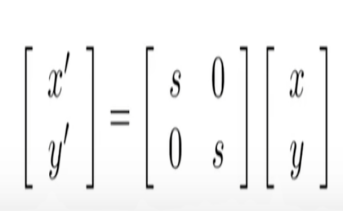 [x′] = [s 0] [x]
[y′] [0 s] [y]